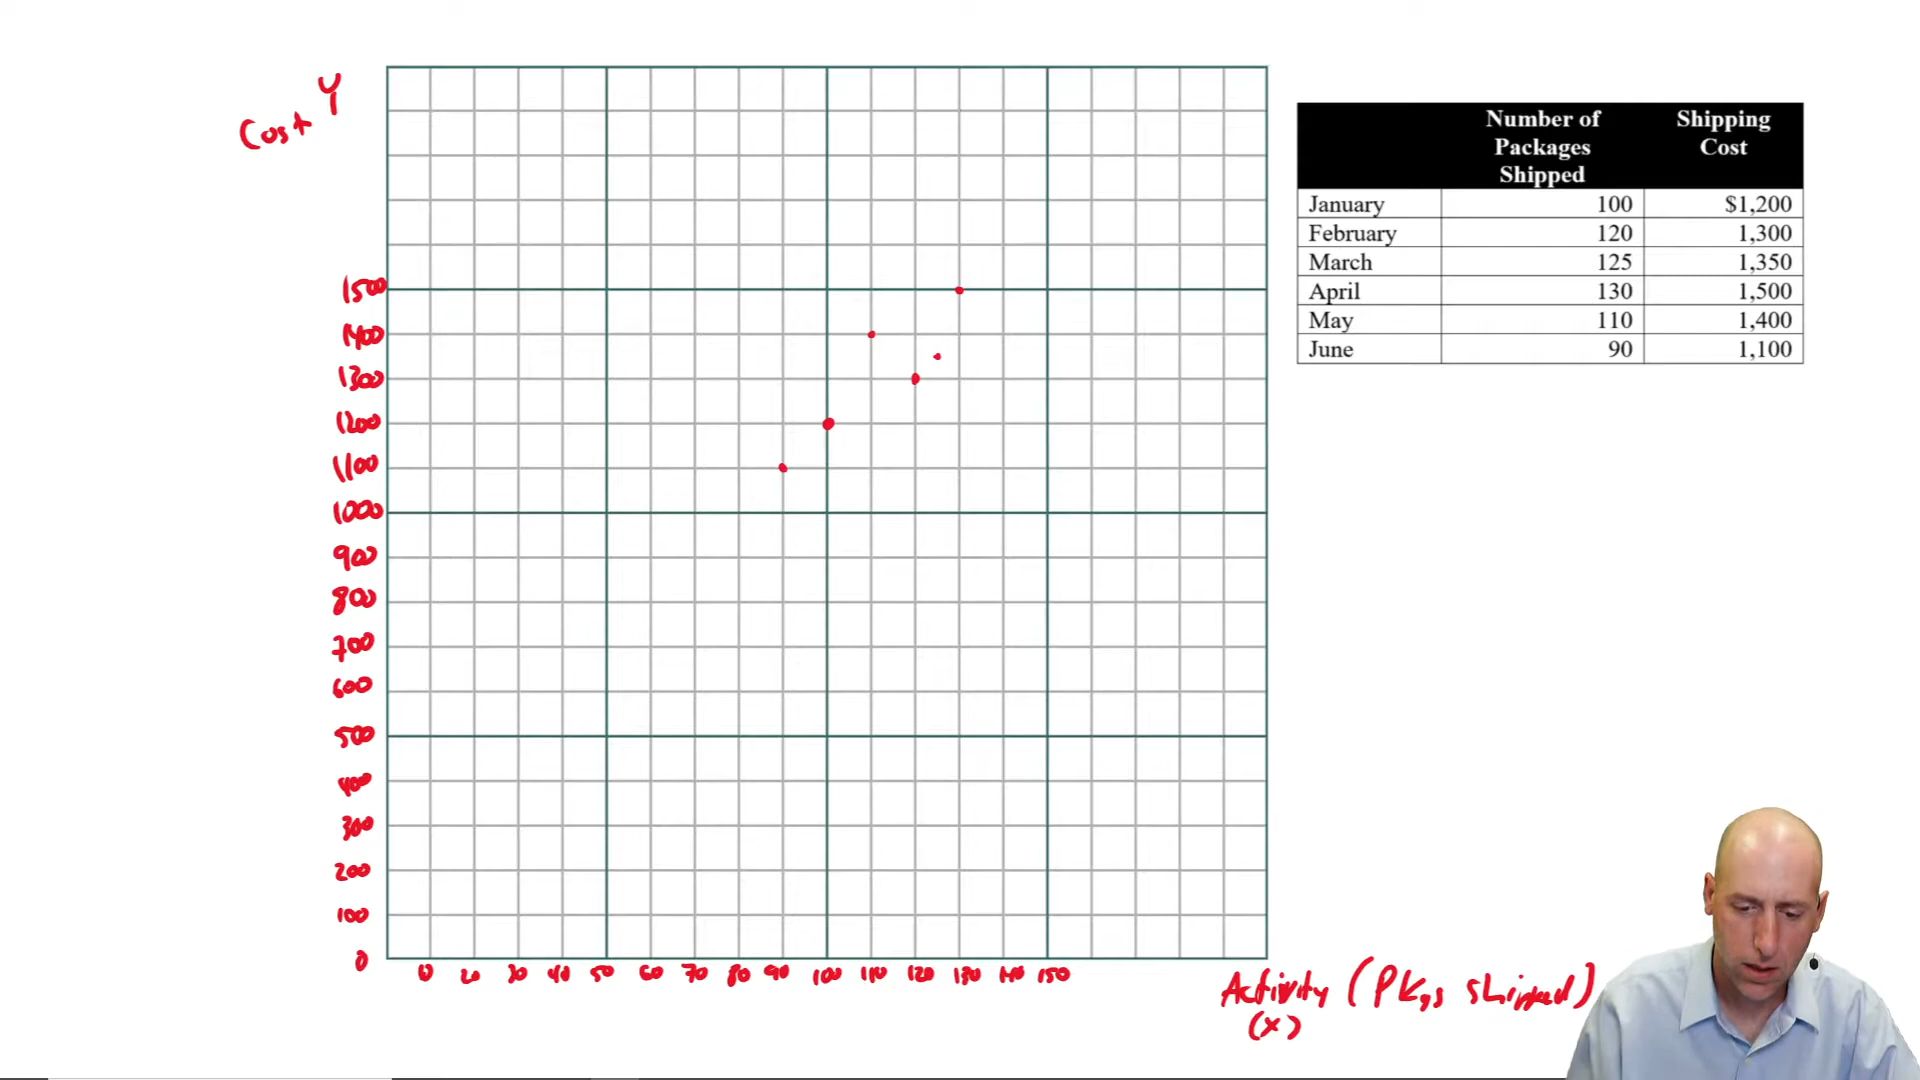 Cost Y
1500
1400
1300
1200
1100
1000
900
800
700
600
500
400
300
200
100
0
10 20 30 40 50 60 70 80 90 100 110 120 130 140 150
Activity (Pkgs shipped)
(x)
Number of Packages Shipped Shipping Cost
January 100 $1,200
February 120 1,300
March 125 1,350
April 130 1,500
May 110 1,400
June 90 1,100